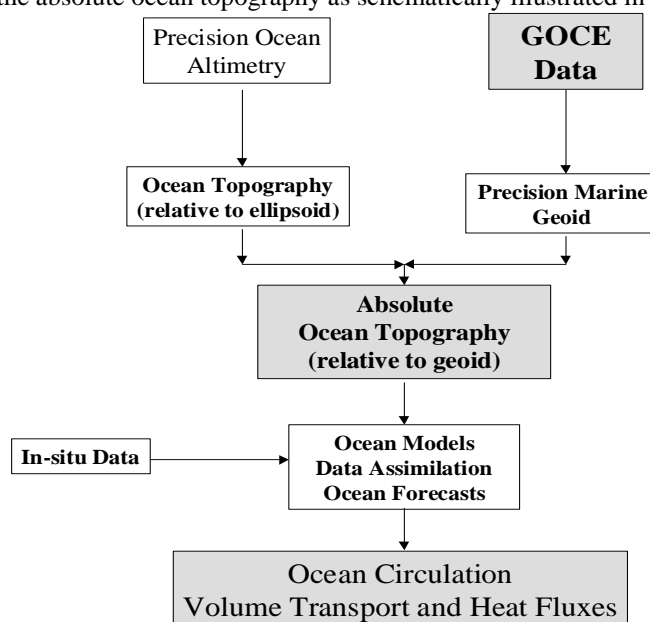 the absolute ocean topography as schematically illustrated in
Precision Ocean
Altimetry
GOCE
Data
Ocean Topography
(relative to ellipsoid)
Precision Marine
Geoid
Absolute
Ocean Topography
(relative to geoid)
In-situ Data
Ocean Models
Data Assimilation
Ocean Forecasts
Ocean Circulation
Volume Transport and Heat Fluxes